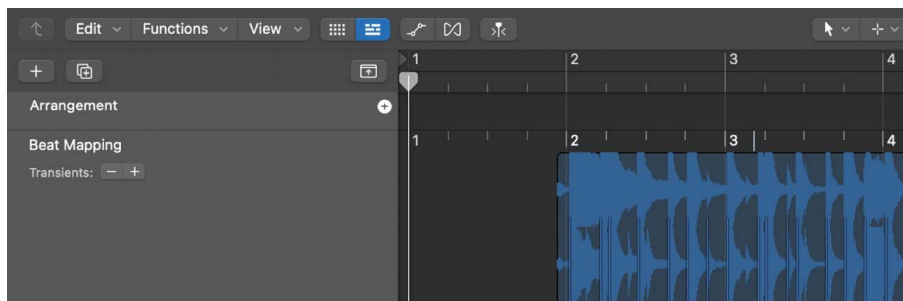 Edit Functions View
1 2 3 4
Arrangement
Beat Mapping
1 2 3 4
Transients: − +